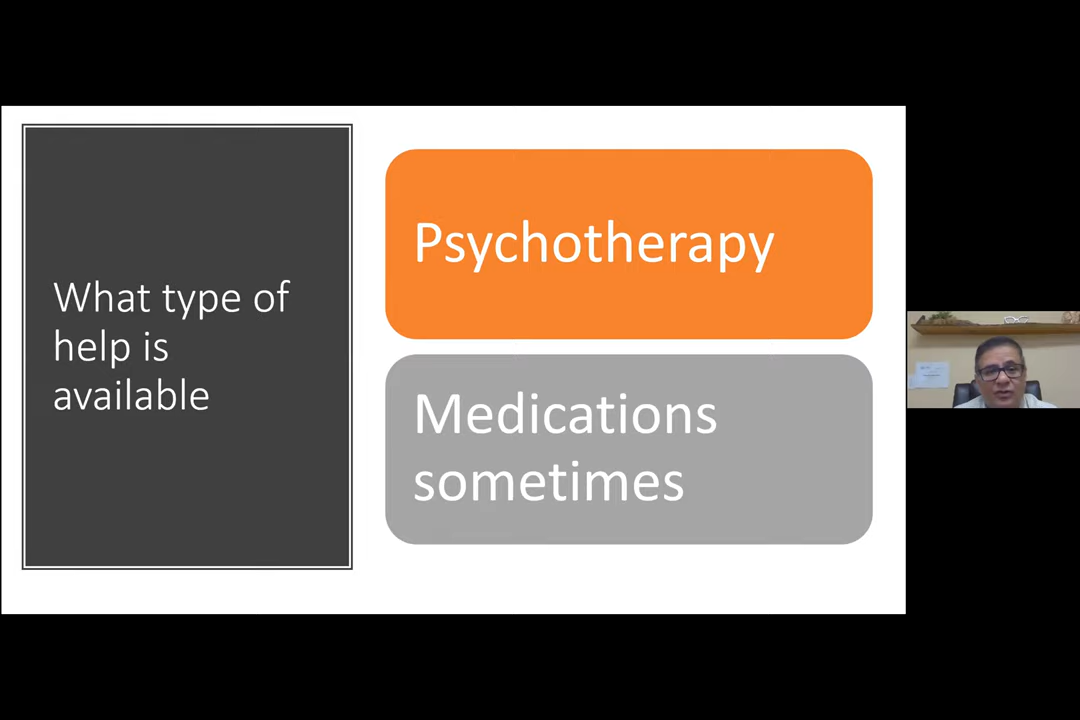 What type of
help is
available
Psychotherapy
Medications
sometimes